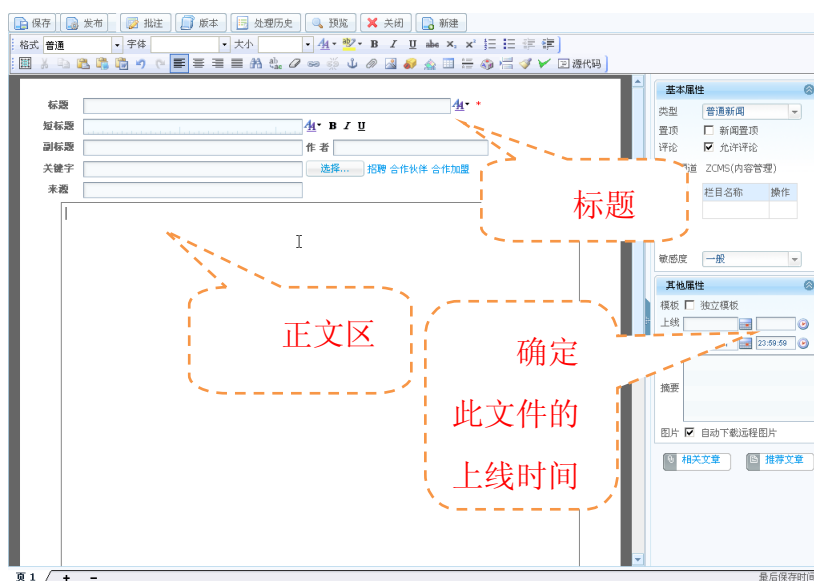 保存 发布 批注 版本 处理历史 预览 关闭 新建
格式 普通 字体 大小 B I U abc X, X²
源代码
标题 *
短标题 B I U
副标题 作者
关键字 选择... 招聘 合作伙伴 合作加盟
来源
标题
正文区
确定
此文件的
上线时间
基本属性
类型 普通新闻
置顶 新闻置顶
评论 允许评论
道 ZCMS(内容管理)
栏目名称 操作
敏感度 一般
其他属性
模板 独立模板
上线
23:59:59
摘要
图片 自动下载远程图片
相关文章 推荐文章
页 1 + - 最后保存时间